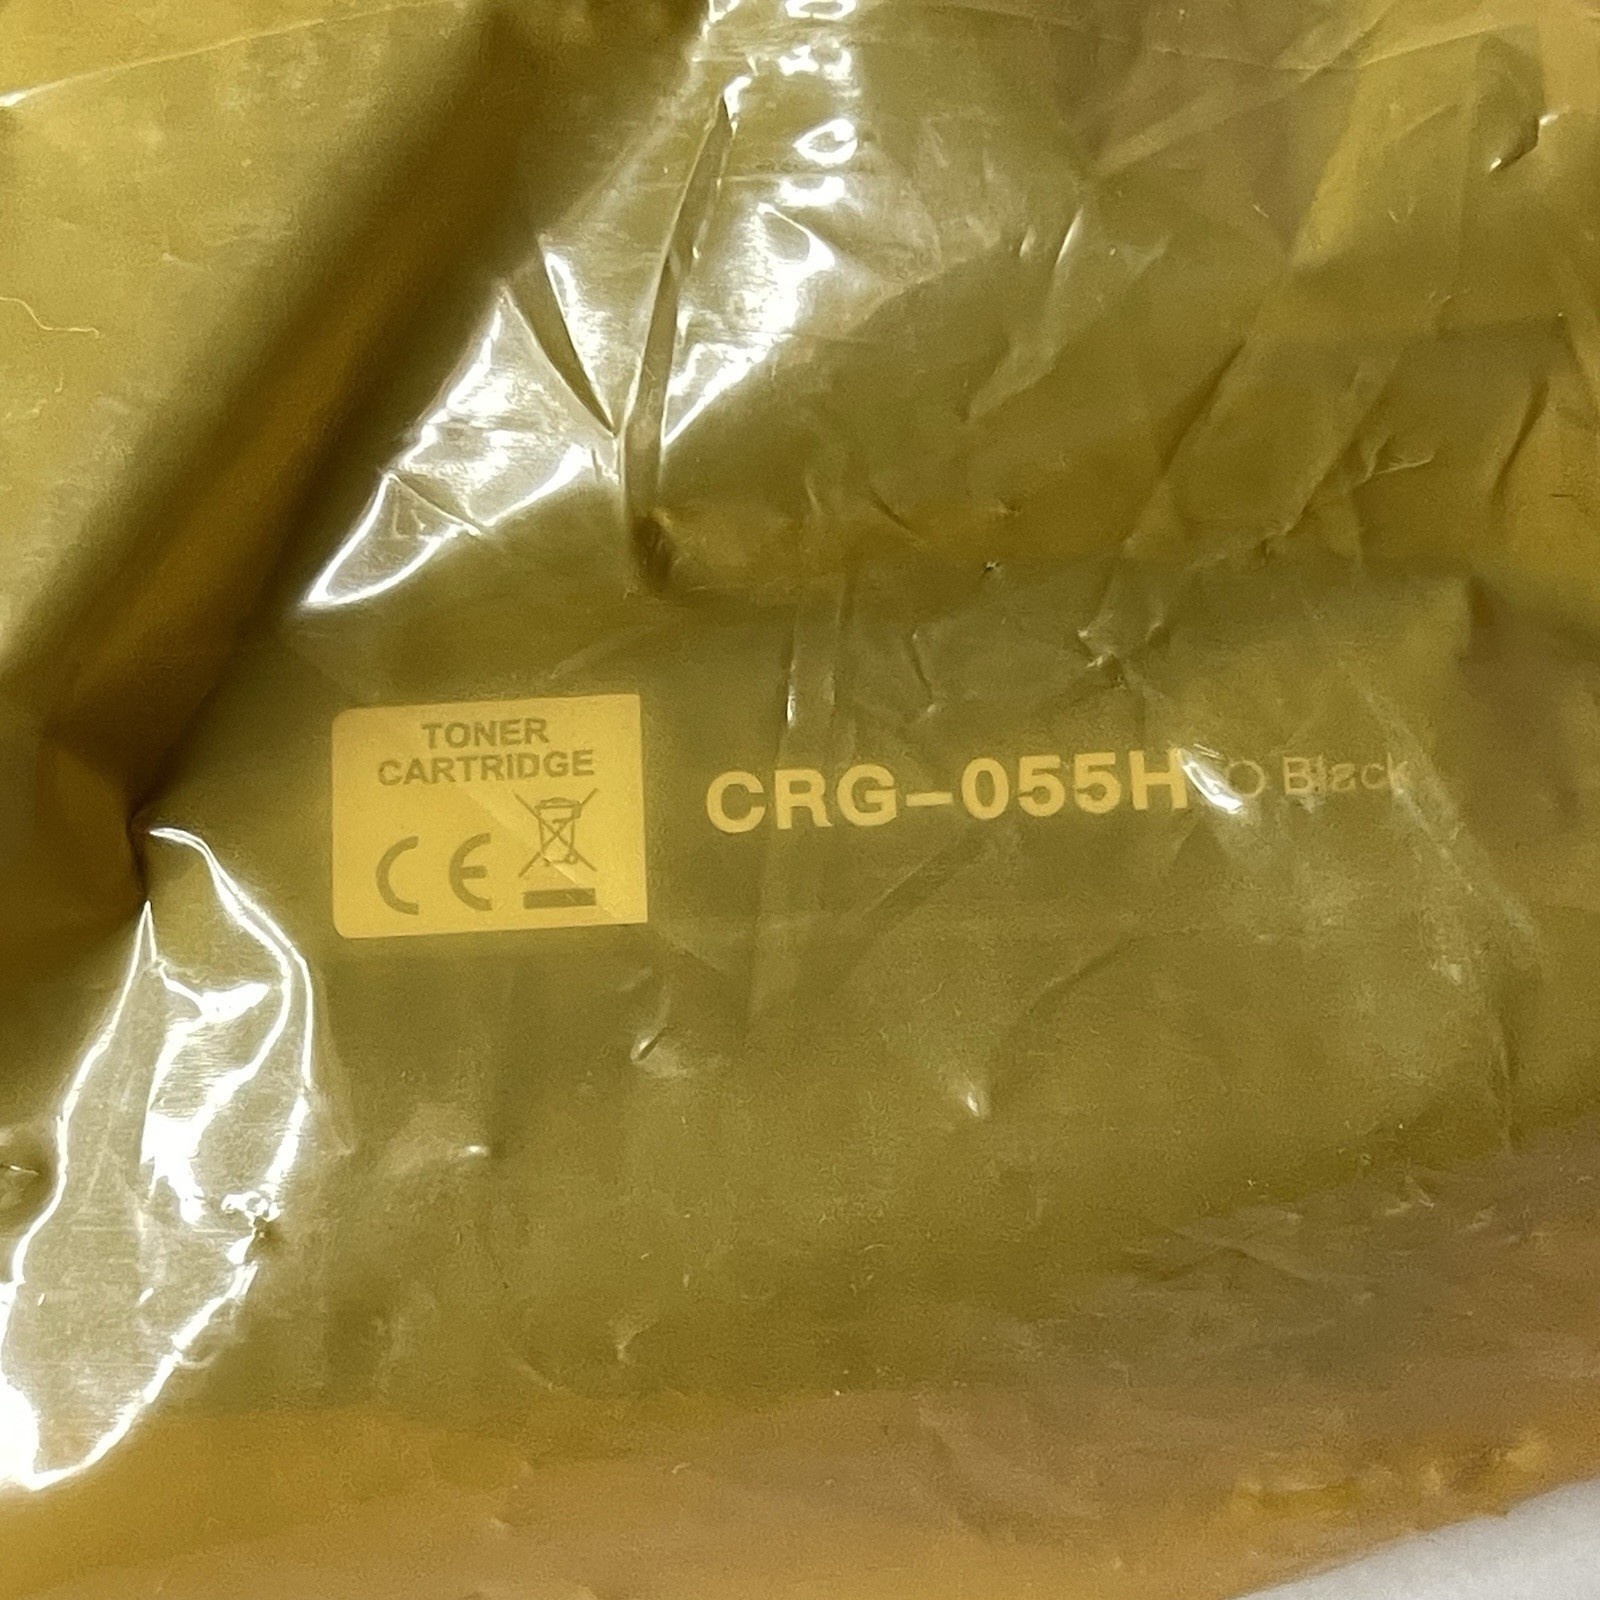 TONER
CARTRIDGE
CE
CRG-055H
Black